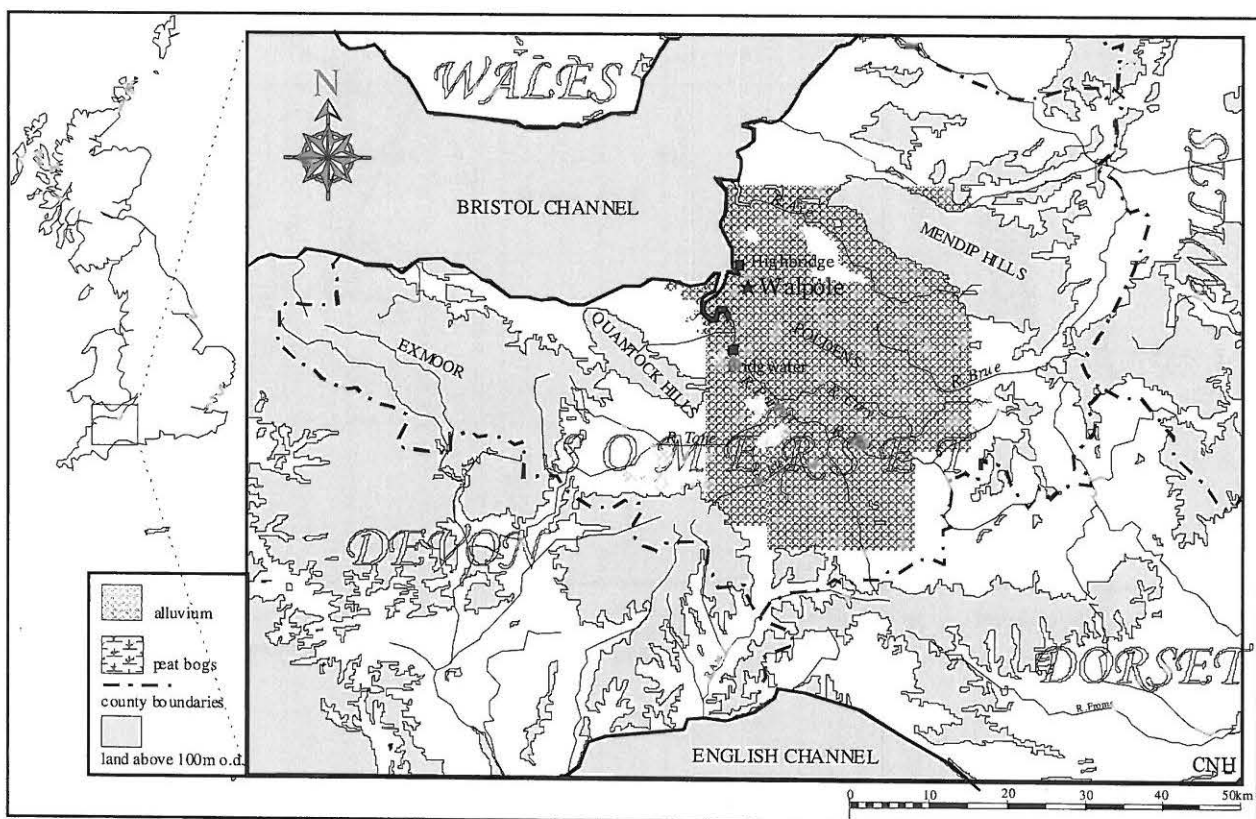 WALES
N
BRISTOL CHANNEL
WILTS
MENDIP HILLS
Highbridge
Walpole
POLDENS
QUANTOCK HILLS
EXMOOR
R. Brue
R. Tone
SOMERSET
DEVON
alluvium
peat bogs
county boundaries
land above 100m o.d.
DORSET
ENGLISH CHANNEL
CNH
0 10 20 30 40 50km